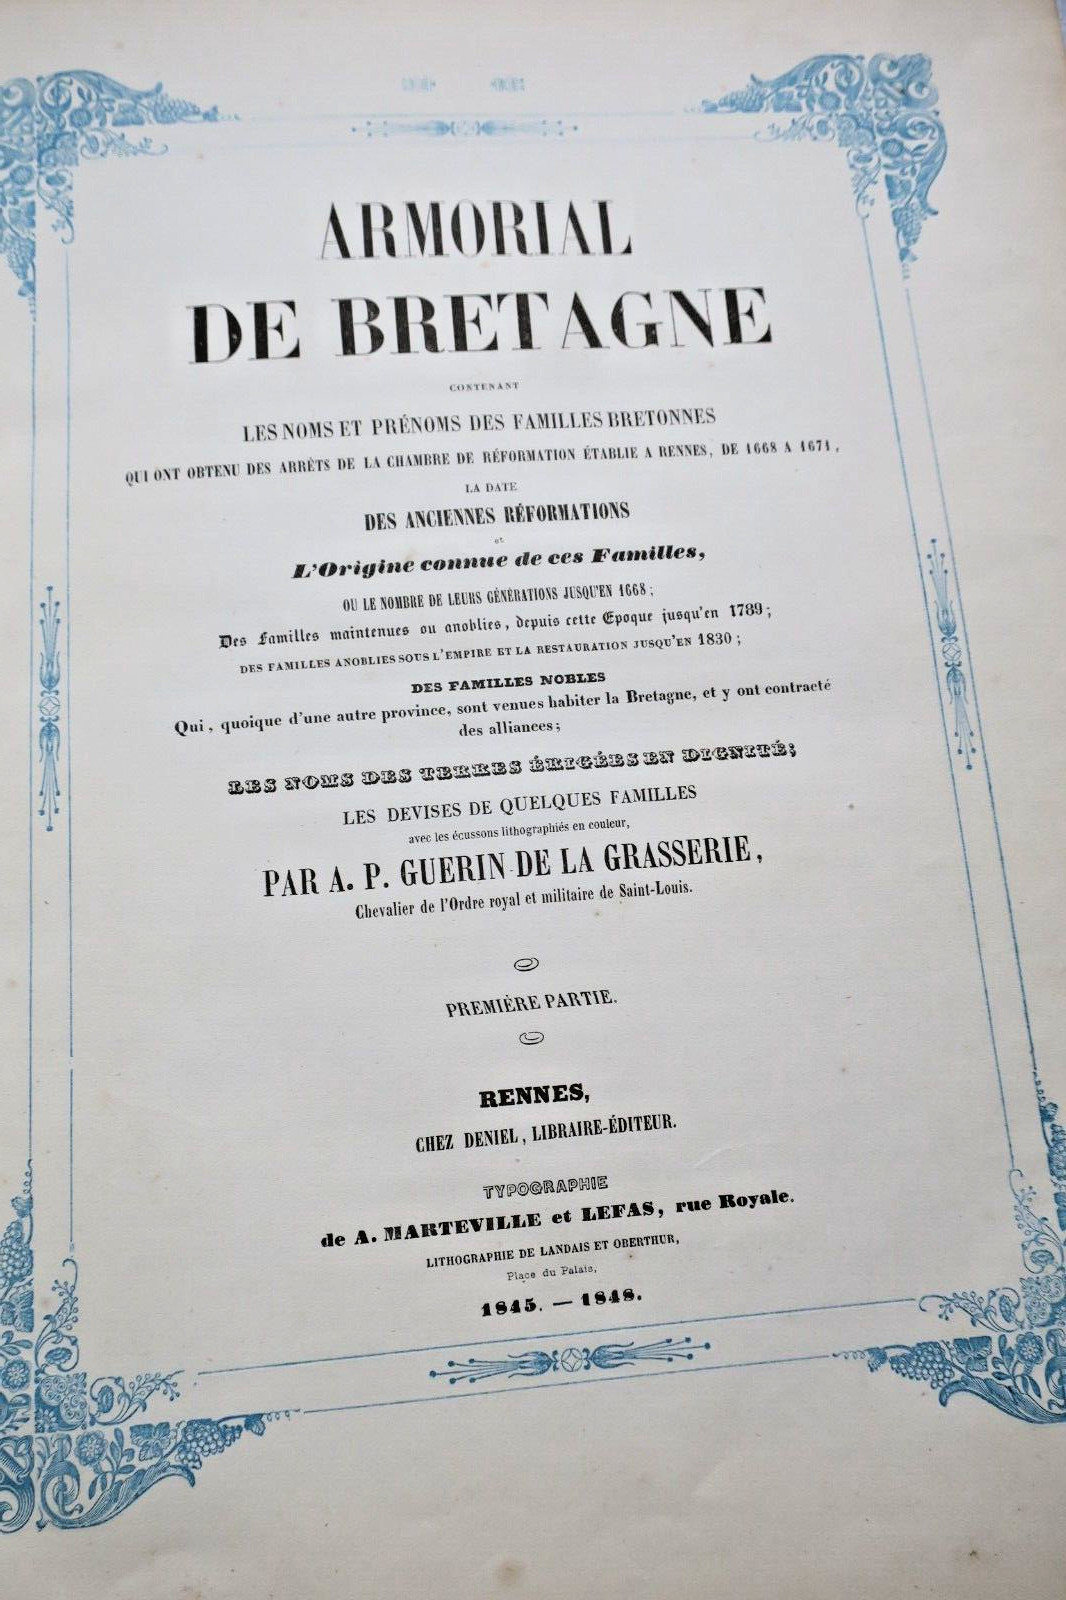 ARMORIAL
DE BRETAGNE
CONTENANT
LES NOMS ET PRÉNOMS DES FAMILLES BRETONNES
QUI ONT OBTENU DES ARRÊTS DE LA CHAMBRE DE RÉFORMATION ÉTABLIE A RENNES, DE 1668 A 1671,
LA DATE
DES ANCIENNES RÉFORMATIONS
et
L'Origine connue de ces Familles,
OU LE NOMBRE DE LEURS GÉNÉRATIONS JUSQU'EN 1668;
Des Familles maintenues ou anoblies, depuis cette Epoque jusqu'en 1789;
DES FAMILLES ANOBLIES SOUS L'EMPIRE ET LA RESTAURATION JUSQU'EN 1830;
DES FAMILLES NOBLES
Qui, quoique d'une autre province, sont venues habiter la Bretagne, et y ont contracté
des alliances;
LES NOMS DES TERRES ÉRIGÉES EN DIGNITÉ;
LES DEVISES DE QUELQUES FAMILLES
avec les écussons lithographiés en couleur,
PAR A. P. GUERIN DE LA GRASSERIE,
Chevalier de l'Ordre royal et militaire de Saint-Louis.
PREMIÈRE PARTIE.
RENNES,
CHEZ DENIEL, LIBRAIRE-ÉDITEUR.
TYPOGRAPHIE
de A. MARTEVILLE et LEFAS, rue Royale.
LITHOGRAPHIE DE LANDAIS ET OBERTHUR,
Place du Palais,
1845. — 1848.